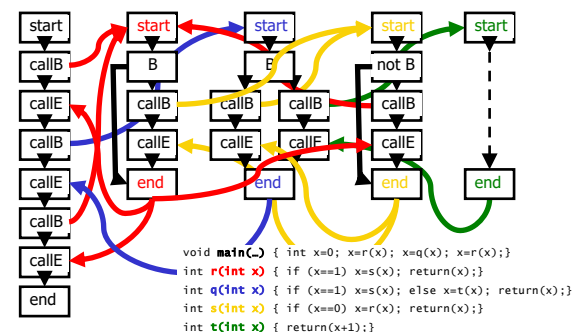 start start start start start
callB B B not B
callE callB callB callB callB
callB callE callE callE callE
callE end end end end
callB
callE
end
void main(…) { int x=0; x=r(x); x=q(x); x=r(x);}
int r(int x) { if (x==1) x=s(x); return(x);}
int q(int x) { if (x==1) x=s(x); else x=t(x); return(x);}
int s(int x) { if (x==0) x=r(x); return(x);}
int t(int x) { return(x+1);}